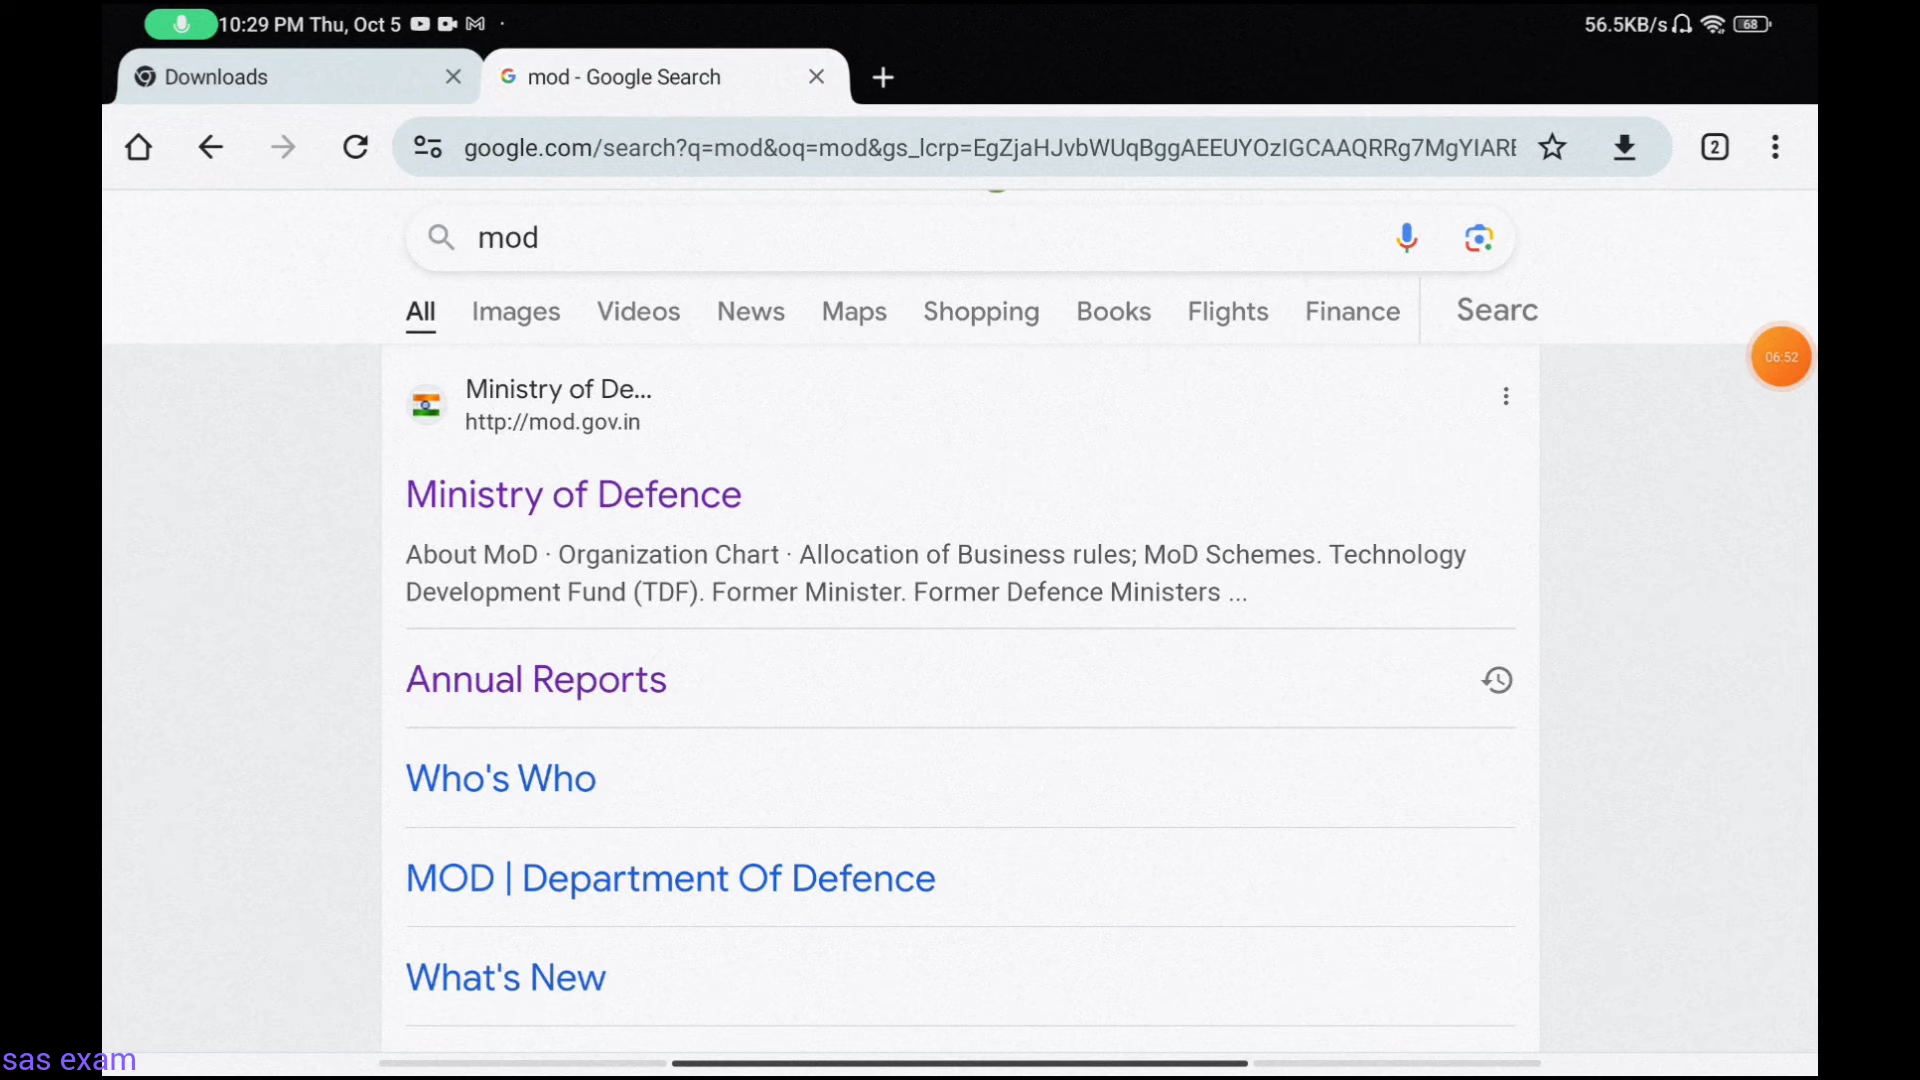 10:29 PM Thu, Oct 5
56.5KB/s
68
Downloads
mod - Google Search
google.com/search?q=mod&oq=mod&gs_lcrp=EgZjaHJvbWUqBggAEEUYOzIGCAAQRRg7MgYIARE
2
mod
All Images Videos News Maps Shopping Books Flights Finance Searc
06:52
Ministry of De...
http://mod.gov.in
Ministry of Defence
About MoD · Organization Chart · Allocation of Business rules; MoD Schemes. Technology
Development Fund (TDF). Former Minister. Former Defence Ministers ...
Annual Reports
Who's Who
MOD | Department Of Defence
What's New
sas exam